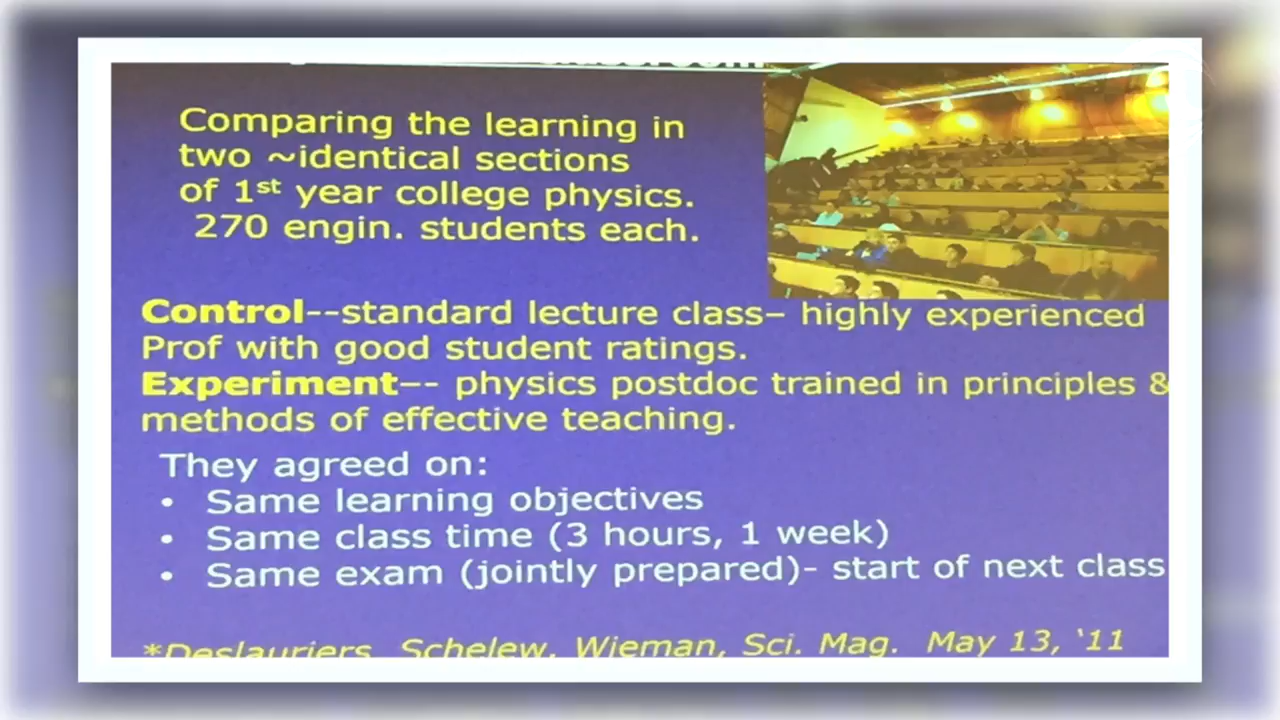 Comparing the learning in
two ~identical sections
of 1st year college physics.
270 engin. students each.
Control--standard lecture class– highly experienced
Prof with good student ratings.
Experiment–- physics postdoc trained in principles &
methods of effective teaching.
They agreed on:
• Same learning objectives
• Same class time (3 hours, 1 week)
• Same exam (jointly prepared)- start of next class
*Deslauriers, Schelew, Wieman, Sci. Mag. May 13, ‘11